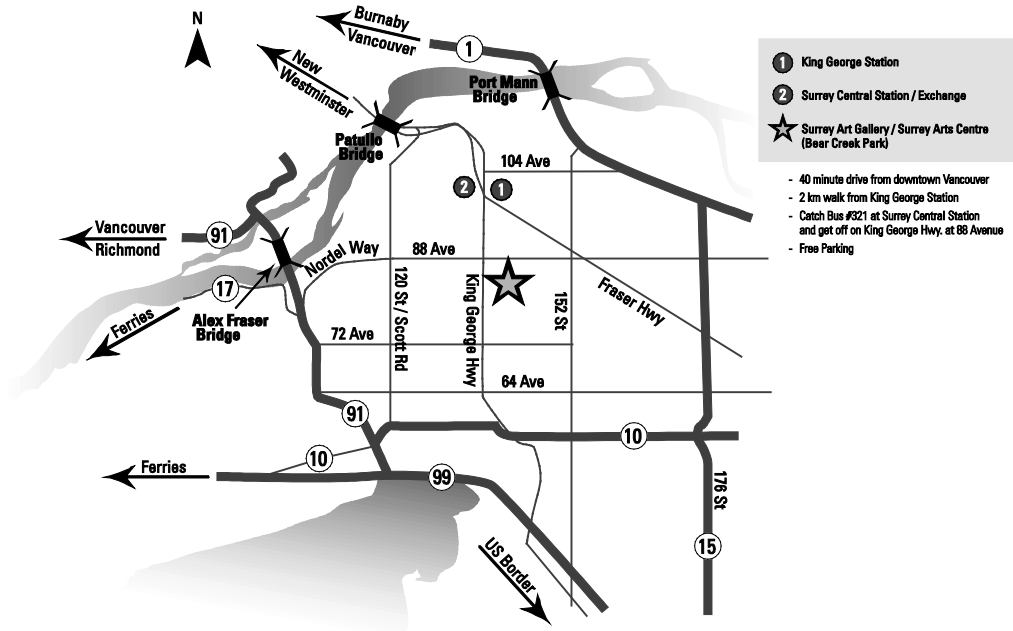 N
Burnaby
Vancouver
1
New
Westminster
Port Mann
Bridge
Patullo
Bridge
104 Ave
2
1
Vancouver
Richmond
91
Nordel Way
88 Ave
17
Ferries
Alex Fraser
Bridge
120 St / Scott Rd
King George Hwy
152 St
Fraser Hwy
72 Ave
64 Ave
91
10
10
Ferries
99
176 St
US Border
15
1 King George Station
2 Surrey Central Station / Exchange
Surrey Art Gallery / Surrey Arts Centre
(Bear Creek Park)
- 40 minute drive from downtown Vancouver
- 2 km walk from King George Station
- Catch Bus #321 at Surrey Central Station
and get off on King George Hwy. at 88 Avenue
- Free Parking